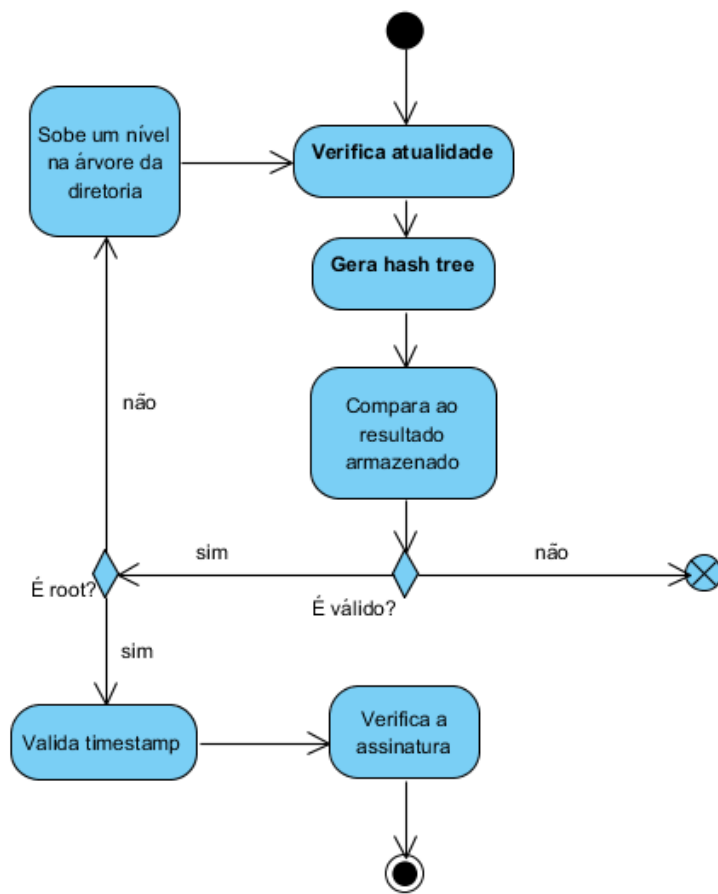 Sobe um nível
na árvore da
diretoria
Verifica atualidade
Gera hash tree
Compara ao
resultado
armazenado
não
sim
não
É root?
É válido?
sim
Valida timestamp
Verifica a
assinatura